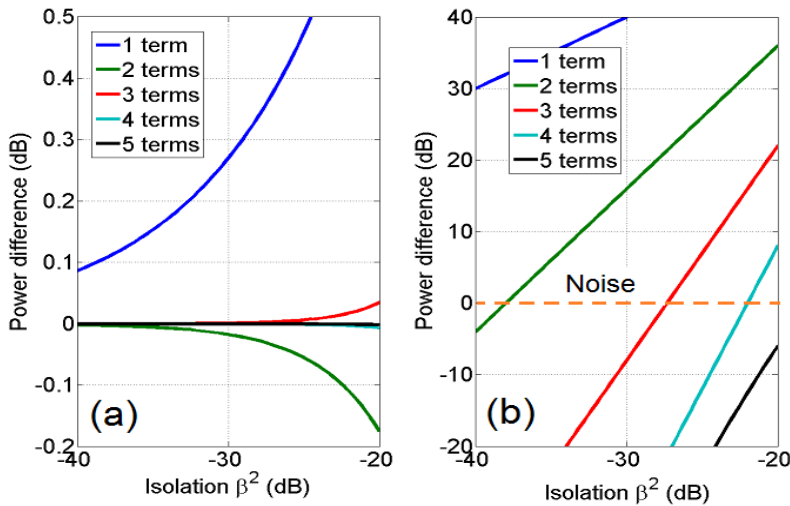 0.5
0.4
0.3
0.2
0.1
0
-0.1
-0.2
Power difference (dB)
1 term
2 terms
3 terms
4 terms
5 terms
(a)
-40 -30 -20
Isolation β² (dB)
40
30
20
10
0
-10
-20
Power difference (dB)
1 term
2 terms
3 terms
4 terms
5 terms
Noise
(b)
-40 -30 -20
Isolation β² (dB)